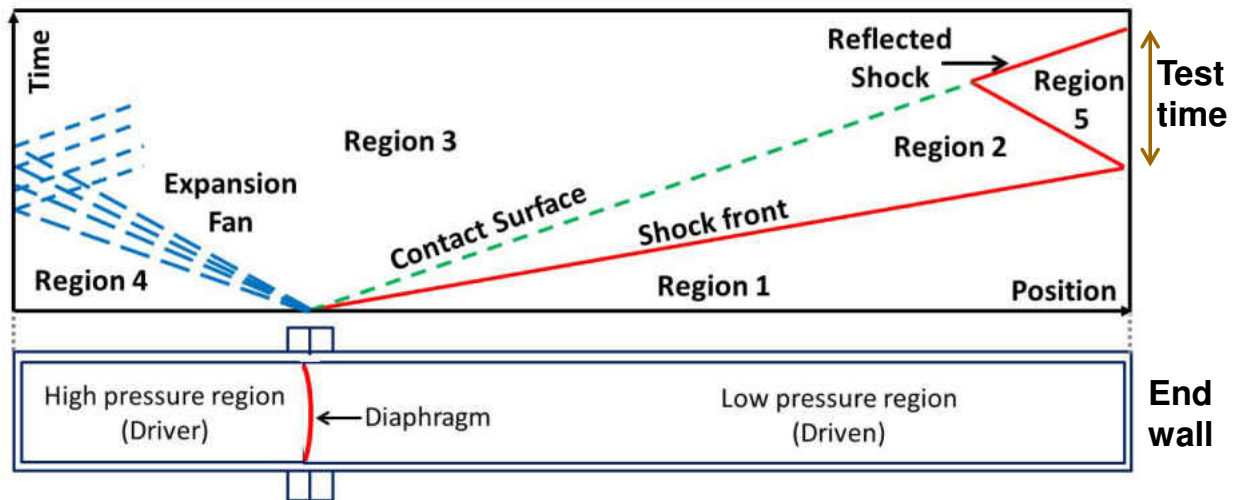 Time
Reflected
Shock
Region
5
Test
time
Region 3
Region 2
Expansion
Fan
Contact Surface
Shock front
Region 4
Region 1
Position
High pressure region
(Driver)
Diaphragm
Low pressure region
(Driven)
End
wall